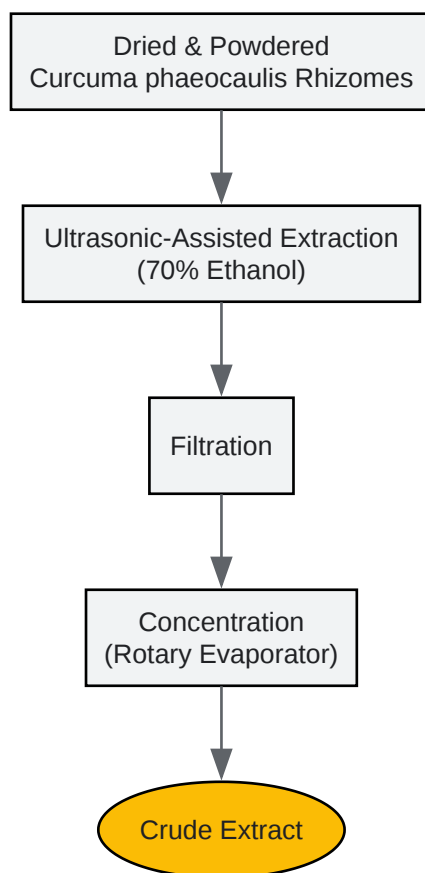 Dried & Powdered
Curcuma phaeocaulis Rhizomes
Ultrasonic-Assisted Extraction
(70% Ethanol)
Filtration
Concentration
(Rotary Evaporator)
Crude Extract